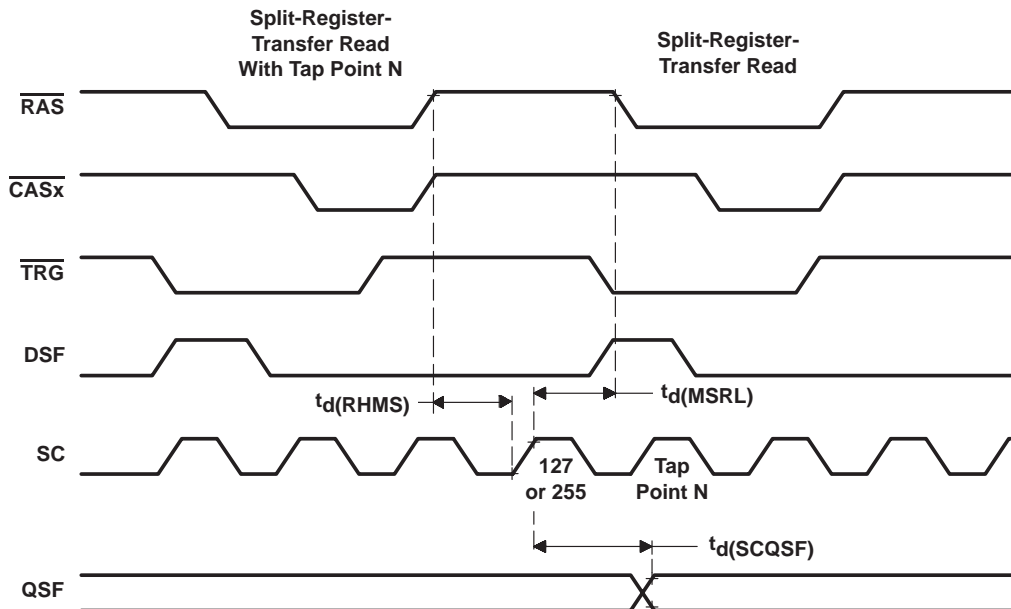 Split-Register-
Transfer Read
With Tap Point N
Split-Register-
Transfer Read
RAS
CASx
TRG
DSF
td(RHMS)
td(MSRL)
SC
127
or 255
Tap
Point N
td(SCQSF)
QSF